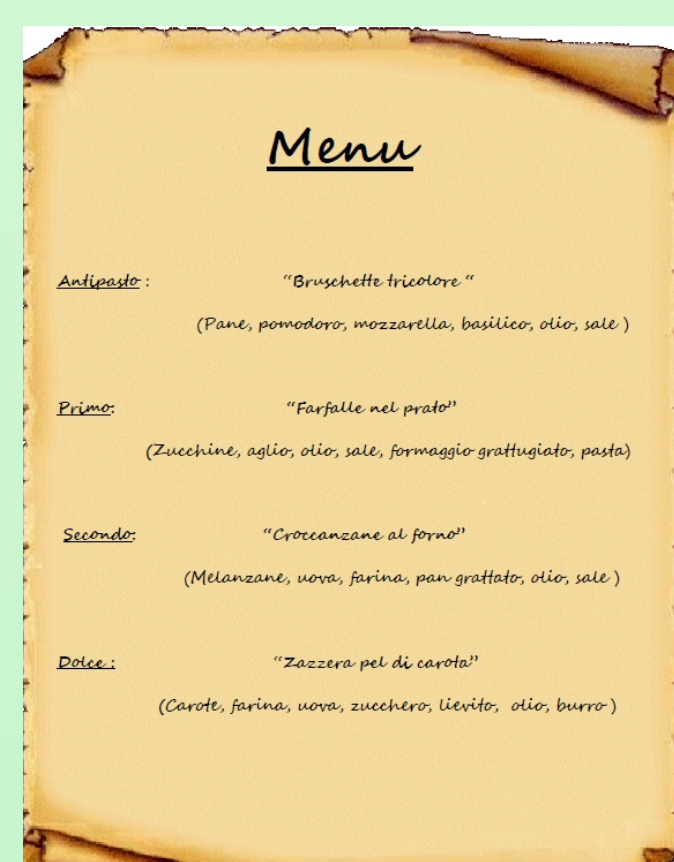 Menu
Antipasto : “Bruschette tricolore “
(Pane, pomodoro, mozzarella, basilico, olio, sale )
Primo: “Farfalle nel prato”
(Zucchine, aglio, olio, sale, formaggio grattugiato, pasta)
Secondo: “Croccanzane al forno”
(Melanzane, uova, farina, pan grattato, olio, sale )
Dolce : “Zazzera pel di carota”
(Carote, farina, uova, zucchero, lievito, olio, burro )